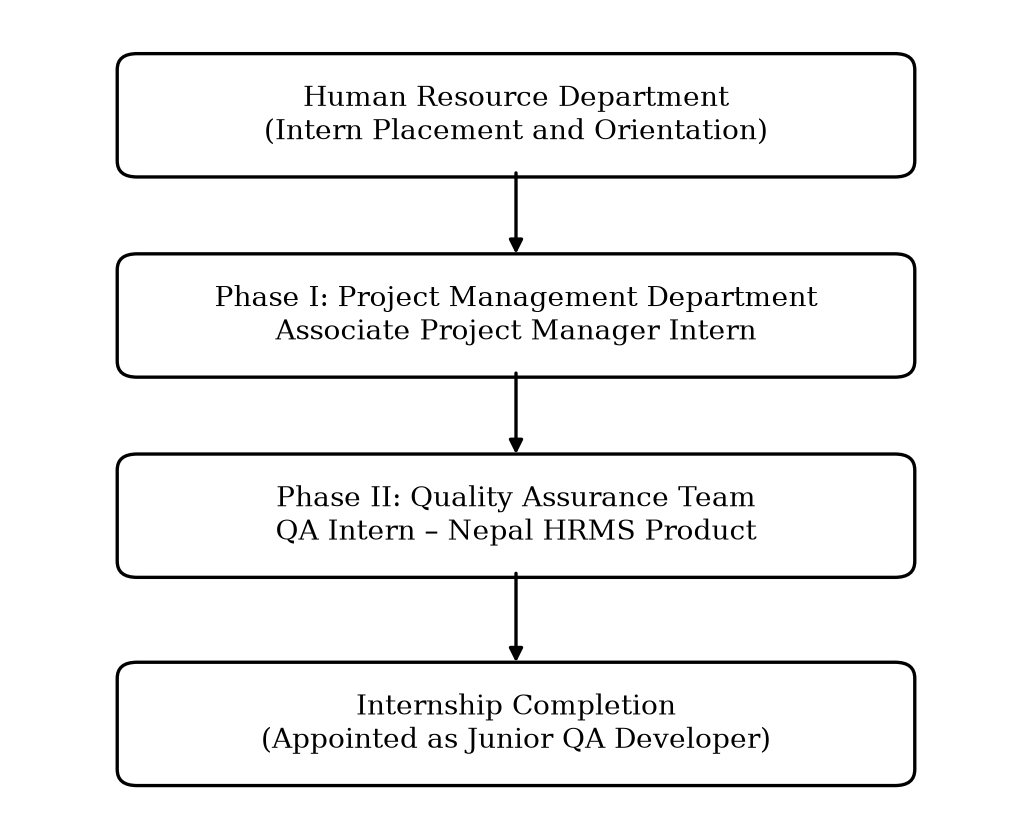 Human Resource Department
(Intern Placement and Orientation)
Phase I: Project Management Department
Associate Project Manager Intern
Phase II: Quality Assurance Team
QA Intern – Nepal HRMS Product
Internship Completion
(Appointed as Junior QA Developer)